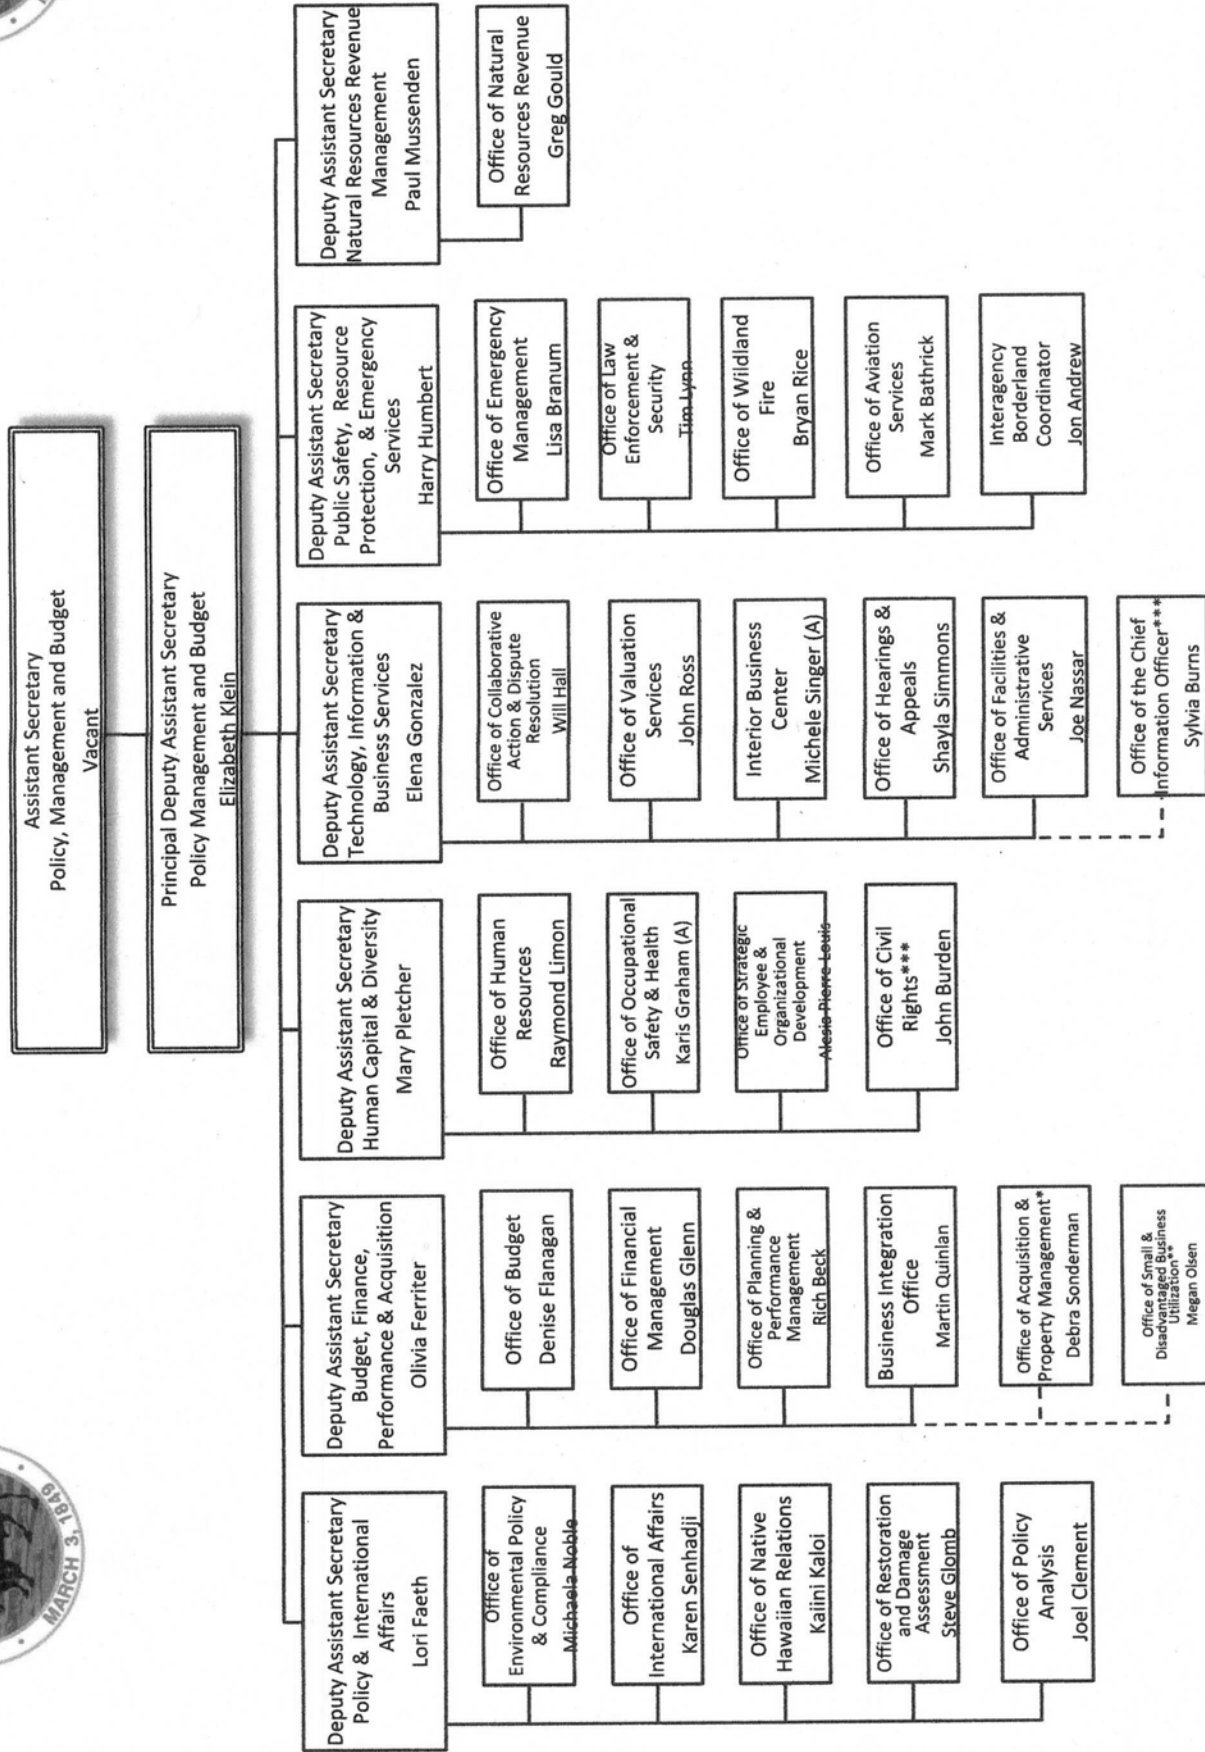 MARCH 3, 1849
Assistant Secretary
Policy, Management and Budget
Vacant
Principal Deputy Assistant Secretary
Policy Management and Budget
Elizabeth Klein
Deputy Assistant Secretary
Policy & International
Affairs
Lori Faeth
Office of
Environmental Policy
& Compliance
Michaela Noble
Office of
International Affairs
Karen Senhadji
Office of Native
Hawaiian Relations
Kaiini Kaloi
Office of Restoration
and Damage
Assessment
Steve Glomb
Office of Policy
Analysis
Joel Clement
Deputy Assistant Secretary
Budget, Finance,
Performance & Acquisition
Olivia Ferriter
Office of Budget
Denise Flanagan
Office of Financial
Management
Douglas Glenn
Office of Planning &
Performance
Management
Rich Beck
Business Integration
Office
Martin Quinlan
Office of Acquisition &
Property Management*
Debra Sonderman
Office of Small &
Disadvantaged Business
Utilization**
Megan Olsen
Deputy Assistant Secretary
Human Capital & Diversity
Mary Pletcher
Office of Human
Resources
Raymond Limon
Office of Occupational
Safety & Health
Karis Graham (A)
Office of Strategic
Employee &
Organizational
Development
Alesia Pierre-Louis
Office of Civil
Rights***
John Burden
Deputy Assistant Secretary
Technology, Information &
Business Services
Elena Gonzalez
Office of Collaborative
Action & Dispute
Resolution
Will Hall
Office of Valuation
Services
John Ross
Interior Business
Center
Michele Singer (A)
Office of Hearings &
Appeals
Shayla Simmons
Office of Facilities &
Administrative
Services
Joe Nassar
Office of the Chief
Information Officer***
Sylvia Burns
Deputy Assistant Secretary
Public Safety, Resource
Protection, & Emergency
Services
Harry Humbert
Office of Emergency
Management
Lisa Branum
Office of Law
Enforcement &
Security
Tim Lynn
Office of Wildland
Fire
Bryan Rice
Office of Aviation
Services
Mark Bathrick
Interagency
Borderland
Coordinator
Jon Andrew
Deputy Assistant Secretary
Natural Resources Revenue
Management
Paul Mussenden
Office of Natural
Resources Revenue
Greg Gould